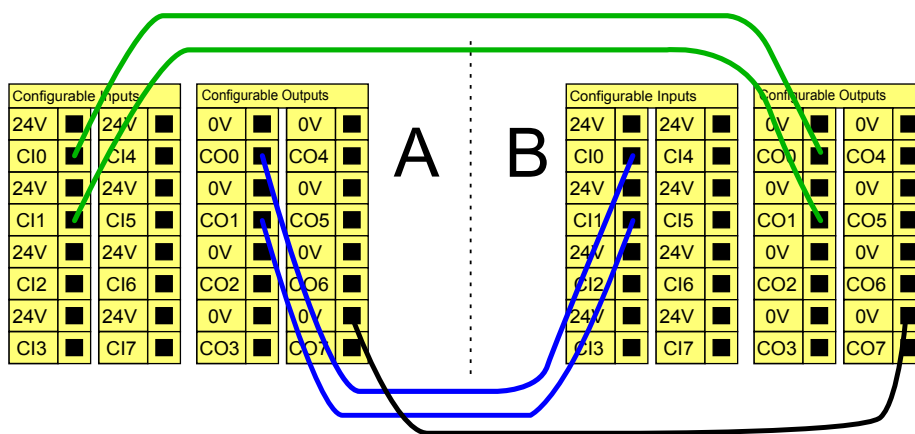 Configurable Inputs
24V 24V
CI0 CI4
24V 24V
CI1 CI5
24V 24V
CI2 CI6
24V 24V
CI3 CI7
Configurable Outputs
0V 0V
CO0 CO4
0V 0V
CO1 CO5
0V 0V
CO2 CO6
0V 0V
CO3 CO7
A
B
Configurable Inputs
24V 24V
CI0 CI4
24V 24V
CI1 CI5
24V 24V
CI2 CI6
24V 24V
CI3 CI7
Configurable Outputs
0V 0V
CO0 CO4
0V 0V
CO1 CO5
0V 0V
CO2 CO6
0V 0V
CO3 CO7